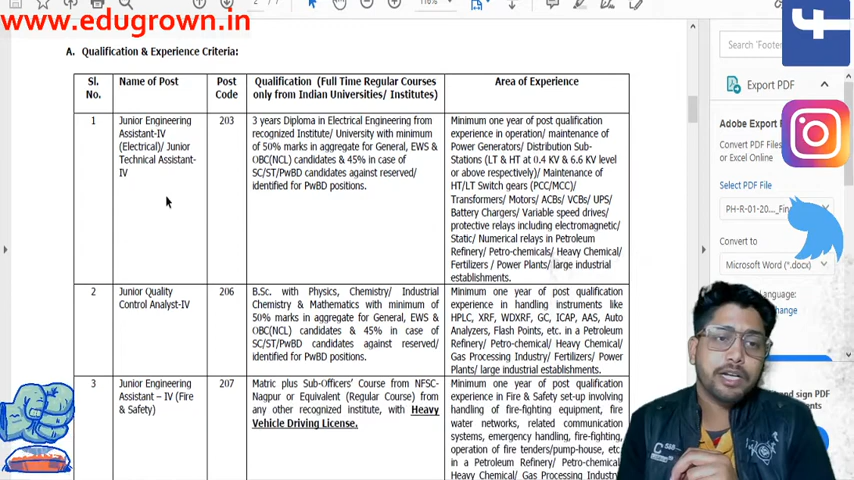 www.edugrown.in
2 / 7
116%
A. Qualification & Experience Criteria:
Sl. No.
Name of Post
Post Code
Qualification (Full Time Regular Courses
only from Indian Universities/ Institutes)
Area of Experience
1
Junior Engineering
Assistant-IV
(Electrical)/ Junior
Technical Assistant-
IV
203
3 years Diploma in Electrical Engineering from
recognized Institute/ University with minimum
of 50% marks in aggregate for General, EWS &
OBC(NCL) candidates & 45% in case of
SC/ST/PwBD candidates against reserved/
identified for PwBD positions.
Minimum one year of post qualification
experience in operation/ maintenance of
Power Generators/ Distribution Sub-
Stations (LT & HT at 0.4 KV & 6.6 KV level
or above respectively)/ Maintenance of
HT/LT Switch gears (PCC/MCC)/
Transformers/ Motors/ ACBs/ VCBs/ UPS/
Battery Chargers/ Variable speed drives/
protective relays including electromagnetic/
Static/ Numerical relays in Petroleum
Refinery/ Petro-chemicals/ Heavy Chemical/
Fertilizers / Power Plants/ large industrial
establishments.
2
Junior Quality
Control Analyst-IV
206
B.Sc. with Physics, Chemistry/ Industrial
Chemistry & Mathematics with minimum of
50% marks in aggregate for General, EWS &
OBC(NCL) candidates & 45% in case of
SC/ST/PwBD candidates against reserved/
identified for PwBD positions.
Minimum one year of post qualification
experience in handling instruments like
HPLC, XRF, WDXRF, GC, ICAP, AAS, Auto
Analyzers, Flash Points, etc. in a Petroleum
Refinery/ Petro-chemical/ Heavy Chemical/
Gas Processing Industry/ Fertilizers/ Power
Plants/ large industrial establishments.
3
Junior Engineering
Assistant – IV (Fire
& Safety)
207
Matric plus Sub-Officers' Course from NFSC-
Nagpur or Equivalent (Regular Course) from
any other recognized institute, with Heavy
Vehicle Driving License.
Minimum one year of post qualification
experience in Fire & Safety set-up involving
handling of fire-fighting equipment, fire
water networks, related communication
systems, emergency handling, fire-fighting,
operation of fire tenders/pump-house, etc.
in a Petroleum Refinery/ Petro-chemical/
Heavy Chemical/ Gas Processing Industry/
Search 'Footer
Export PDF
Adobe Export
Convert PDF Files
or Excel Online
Select PDF File
PH-R-01-20..._Fin
Convert to
Microsoft Word (*.docx)
Language: